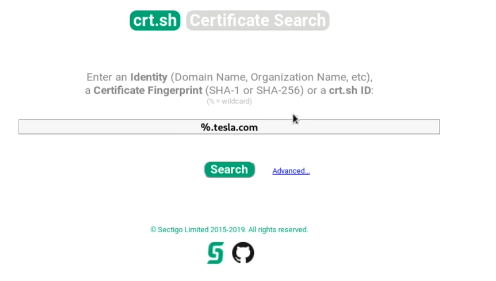 crt.sh Certificate Search
Enter an Identity (Domain Name, Organization Name, etc),
a Certificate Fingerprint (SHA-1 or SHA-256) or a crt.sh ID:
(% = wildcard)
%.tesla.com
Search Advanced...
© Sectigo Limited 2015-2019. All rights reserved.